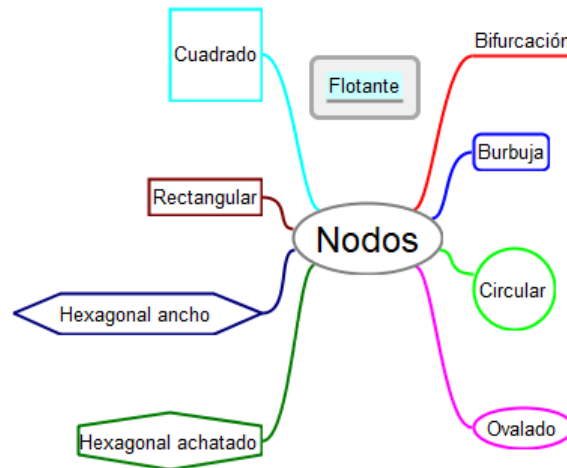 Cuadrado
Flotante
Bifurcación
Burbuja
Rectangular
Nodos
Circular
Hexagonal ancho
Ovalado
Hexagonal achatado